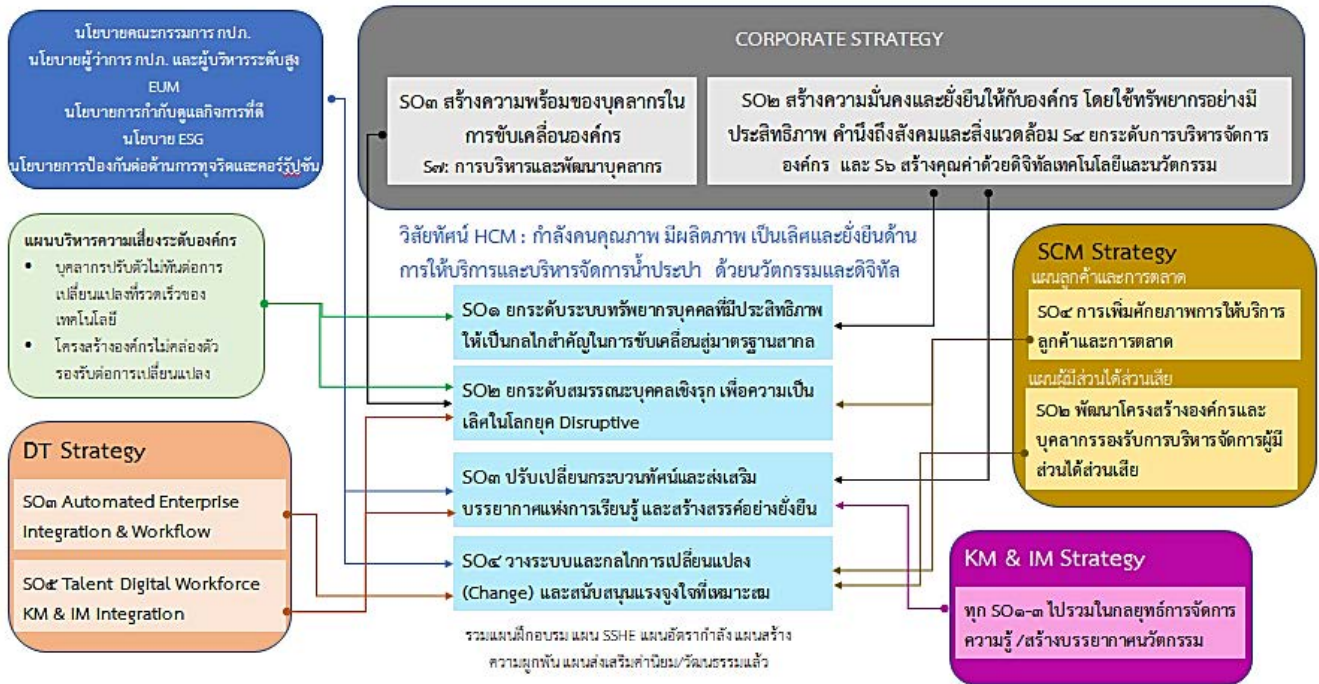 นโยบายคณะกรรมการ กปภ.
นโยบายผู้ว่าการ กปภ. และผู้บริหารระดับสูง
EUM
นโยบายการกำกับดูแลกิจการที่ดี
นโยบาย ESG
นโยบายการป้องกันต่อต้านการทุจริตและคอร์รัปชัน
CORPORATE STRATEGY
SO๓ สร้างความพร้อมของบุคลากรใน
การขับเคลื่อนองค์กร
S๗: การบริหารและพัฒนาบุคลากร
SO๒ สร้างความมั่นคงและยั่งยืนให้กับองค์กร โดยใช้ทรัพยากรอย่างมี
ประสิทธิภาพ คำนึงถึงสังคมและสิ่งแวดล้อม S๔ ยกระดับการบริหารจัดการ
องค์กร และ S๖ สร้างคุณค่าด้วยดิจิทัลเทคโนโลยีและนวัตกรรม
แผนบริหารความเสี่ยงระดับองค์กร
• บุคลากรปรับตัวไม่ทันต่อการ
เปลี่ยนแปลงที่รวดเร็วของ
เทคโนโลยี
• โครงสร้างองค์กรไม่คล่องตัว
รองรับต่อการเปลี่ยนแปลง
วิสัยทัศน์ HCM : กำลังคนคุณภาพ มีผลิตภาพ เป็นเลิศและยั่งยืนด้าน
การให้บริการและบริหารจัดการน้ำประปา ด้วยนวัตกรรมและดิจิทัล
SO๑ ยกระดับระบบทรัพยากรบุคคลที่มีประสิทธิภาพ
ให้เป็นกลไกสำคัญในการขับเคลื่อนสู่มาตรฐานสากล
SO๒ ยกระดับสมรรถนะบุคคลเชิงรุก เพื่อความเป็น
เลิศในโลกยุค Disruptive
SO๓ ปรับเปลี่ยนกระบวนทัศน์และส่งเสริม
บรรยากาศแห่งการเรียนรู้ และสร้างสรรค์อย่างยั่งยืน
SO๔ วางระบบและกลไกการเปลี่ยนแปลง
(Change) และสนับสนุนแรงจูงใจที่เหมาะสม
รวมแผนฝึกอบรม แผน SSHE แผนอัตรากำลัง แผนสร้าง
ความผูกพัน แผนส่งเสริมค่านิยม/วัฒนธรรมแล้ว
DT Strategy
SO๓ Automated Enterprise
Integration & Workflow
SO๕ Talent Digital Workforce
KM & IM Integration
SCM Strategy
แผนลูกค้าและการตลาด
SO๔ การเพิ่มศักยภาพการให้บริการ
ลูกค้าและการตลาด
แผนผู้มีส่วนได้ส่วนเสีย
SO๒ พัฒนาโครงสร้างองค์กรและ
บุคลากรรองรับการบริหารจัดการผู้มี
ส่วนได้ส่วนเสีย
KM & IM Strategy
ทุก SO๑-๓ ไปรวมในกลยุทธ์การจัดการ
ความรู้ /สร้างบรรยากาศนวัตกรรม